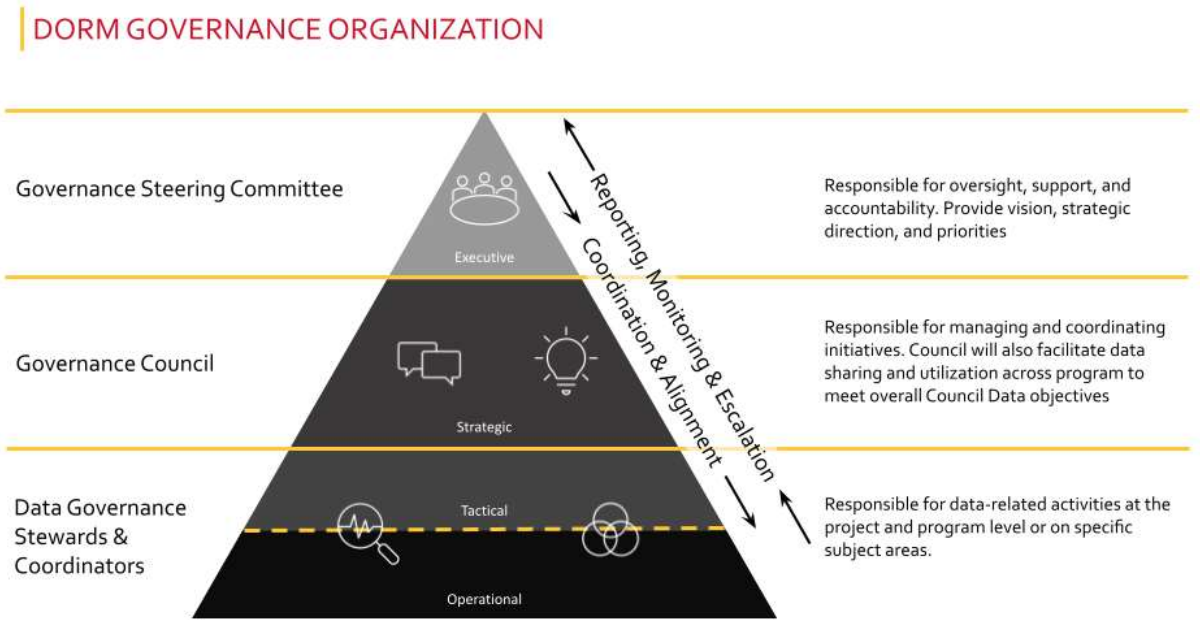 DORM GOVERNANCE ORGANIZATION
Governance Steering Committee
Executive
Responsible for oversight, support, and
accountability. Provide vision, strategic
direction, and priorities
Reporting, Monitoring & Escalation
Coordination & Alignment
Governance Council
Strategic
Responsible for managing and coordinating
initiatives. Council will also facilitate data
sharing and utilization across program to
meet overall Council Data objectives
Data Governance
Stewards &
Coordinators
Tactical
Operational
Responsible for data-related activities at the
project and program level or on specific
subject areas.